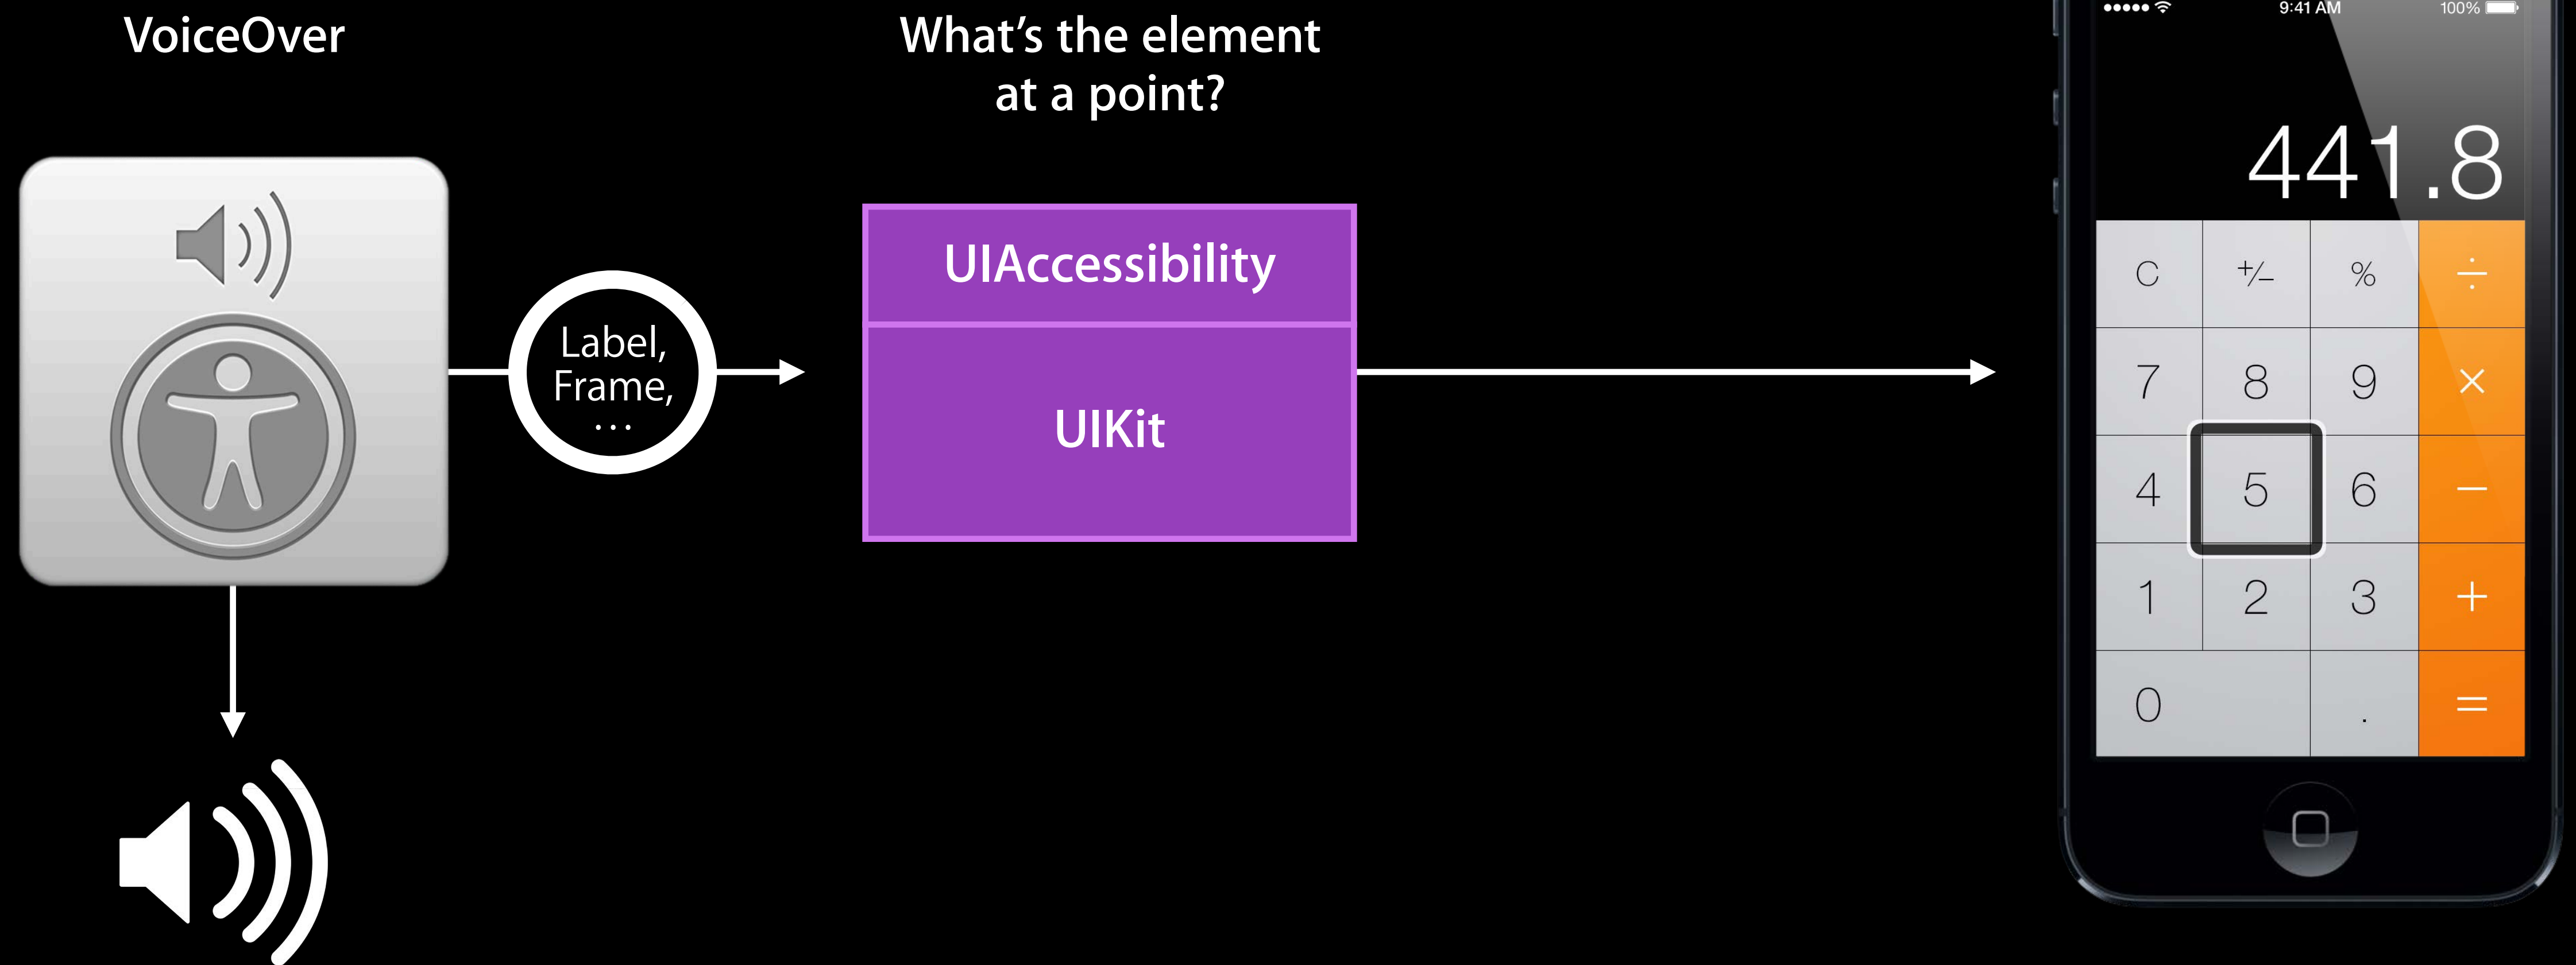 VoiceOver
What's the element
at a point?
Label,
Frame,
...
UIAccessibility
UIKit
9:41 AM 100%
441.8
C +/− % ÷
7 8 9 ×
4 5 6 −
1 2 3 +
0 . =